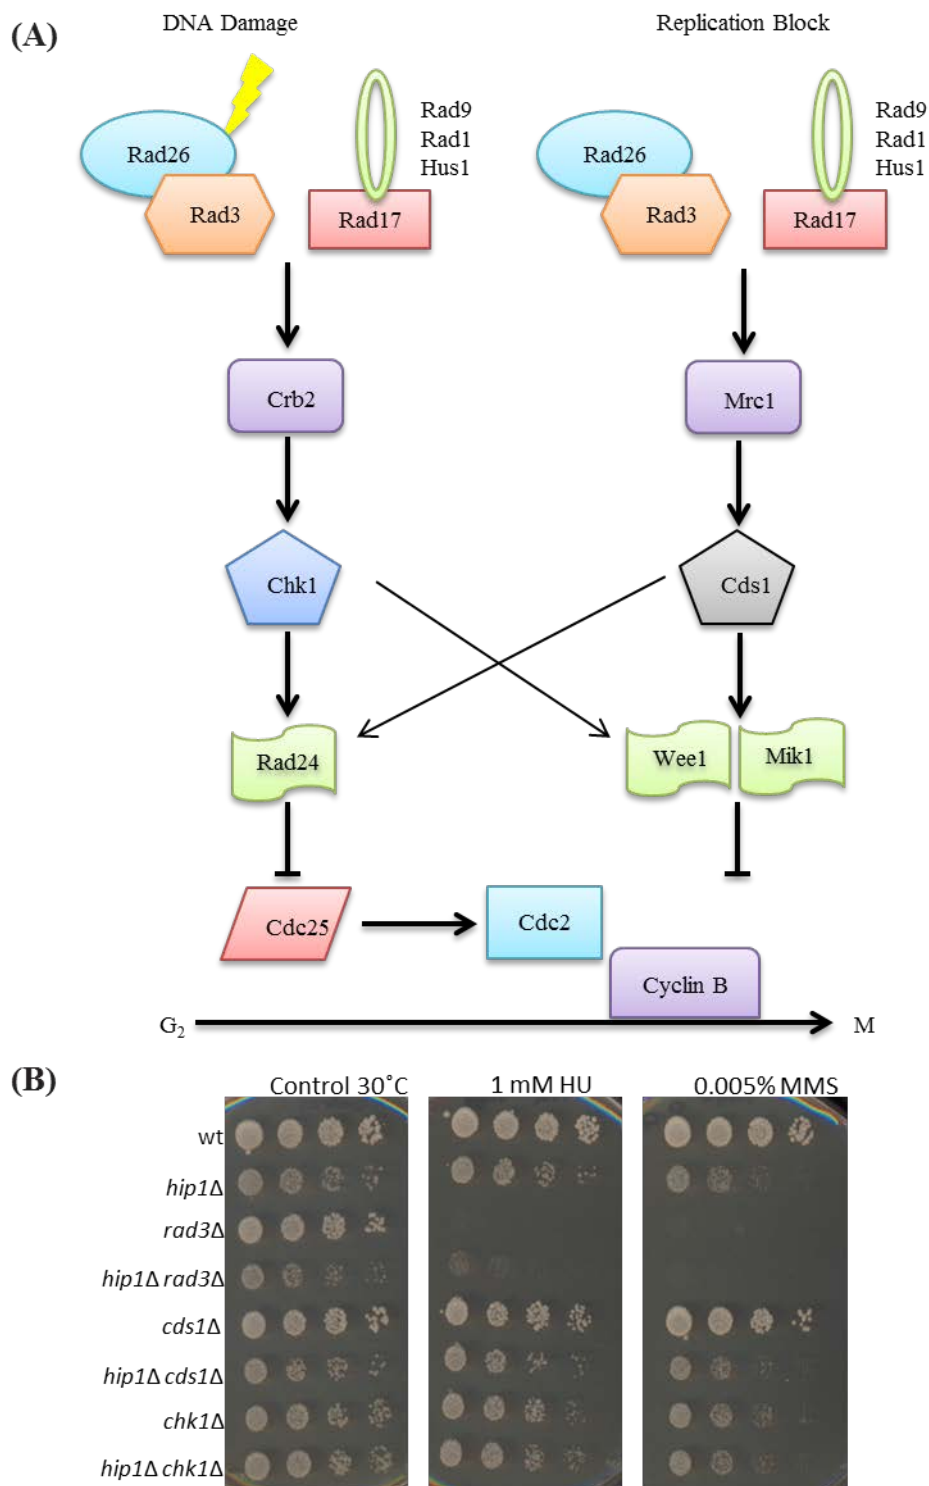 (A)
DNA Damage
Replication Block
Rad26
Rad3
Rad9
Rad1
Hus1
Rad17
Rad26
Rad3
Rad9
Rad1
Hus1
Rad17
Crb2
Mrc1
Chk1
Cds1
Rad24
Wee1
Mik1
Cdc25
Cdc2
Cyclin B
G₂
M
(B)
Control 30˚C
1 mM HU
0.005% MMS
wt
hip1Δ
rad3Δ
hip1Δ rad3Δ
cds1Δ
hip1Δ cds1Δ
chk1Δ
hip1Δ chk1Δ